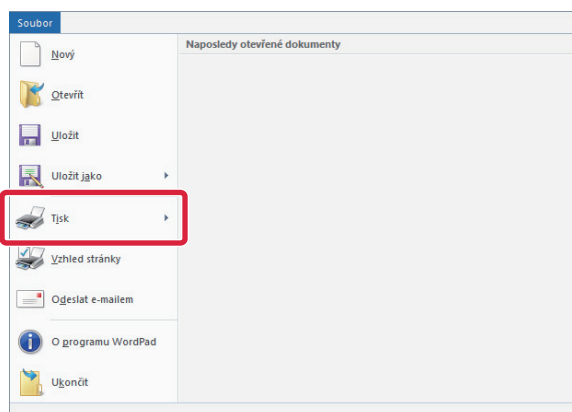 Soubor
Nový
Otevřít
Uložit
Uložit jako
Tisk
Vzhled stránky
Odeslat e-mailem
O programu WordPad
Ukončit
Naposledy otevřené dokumenty